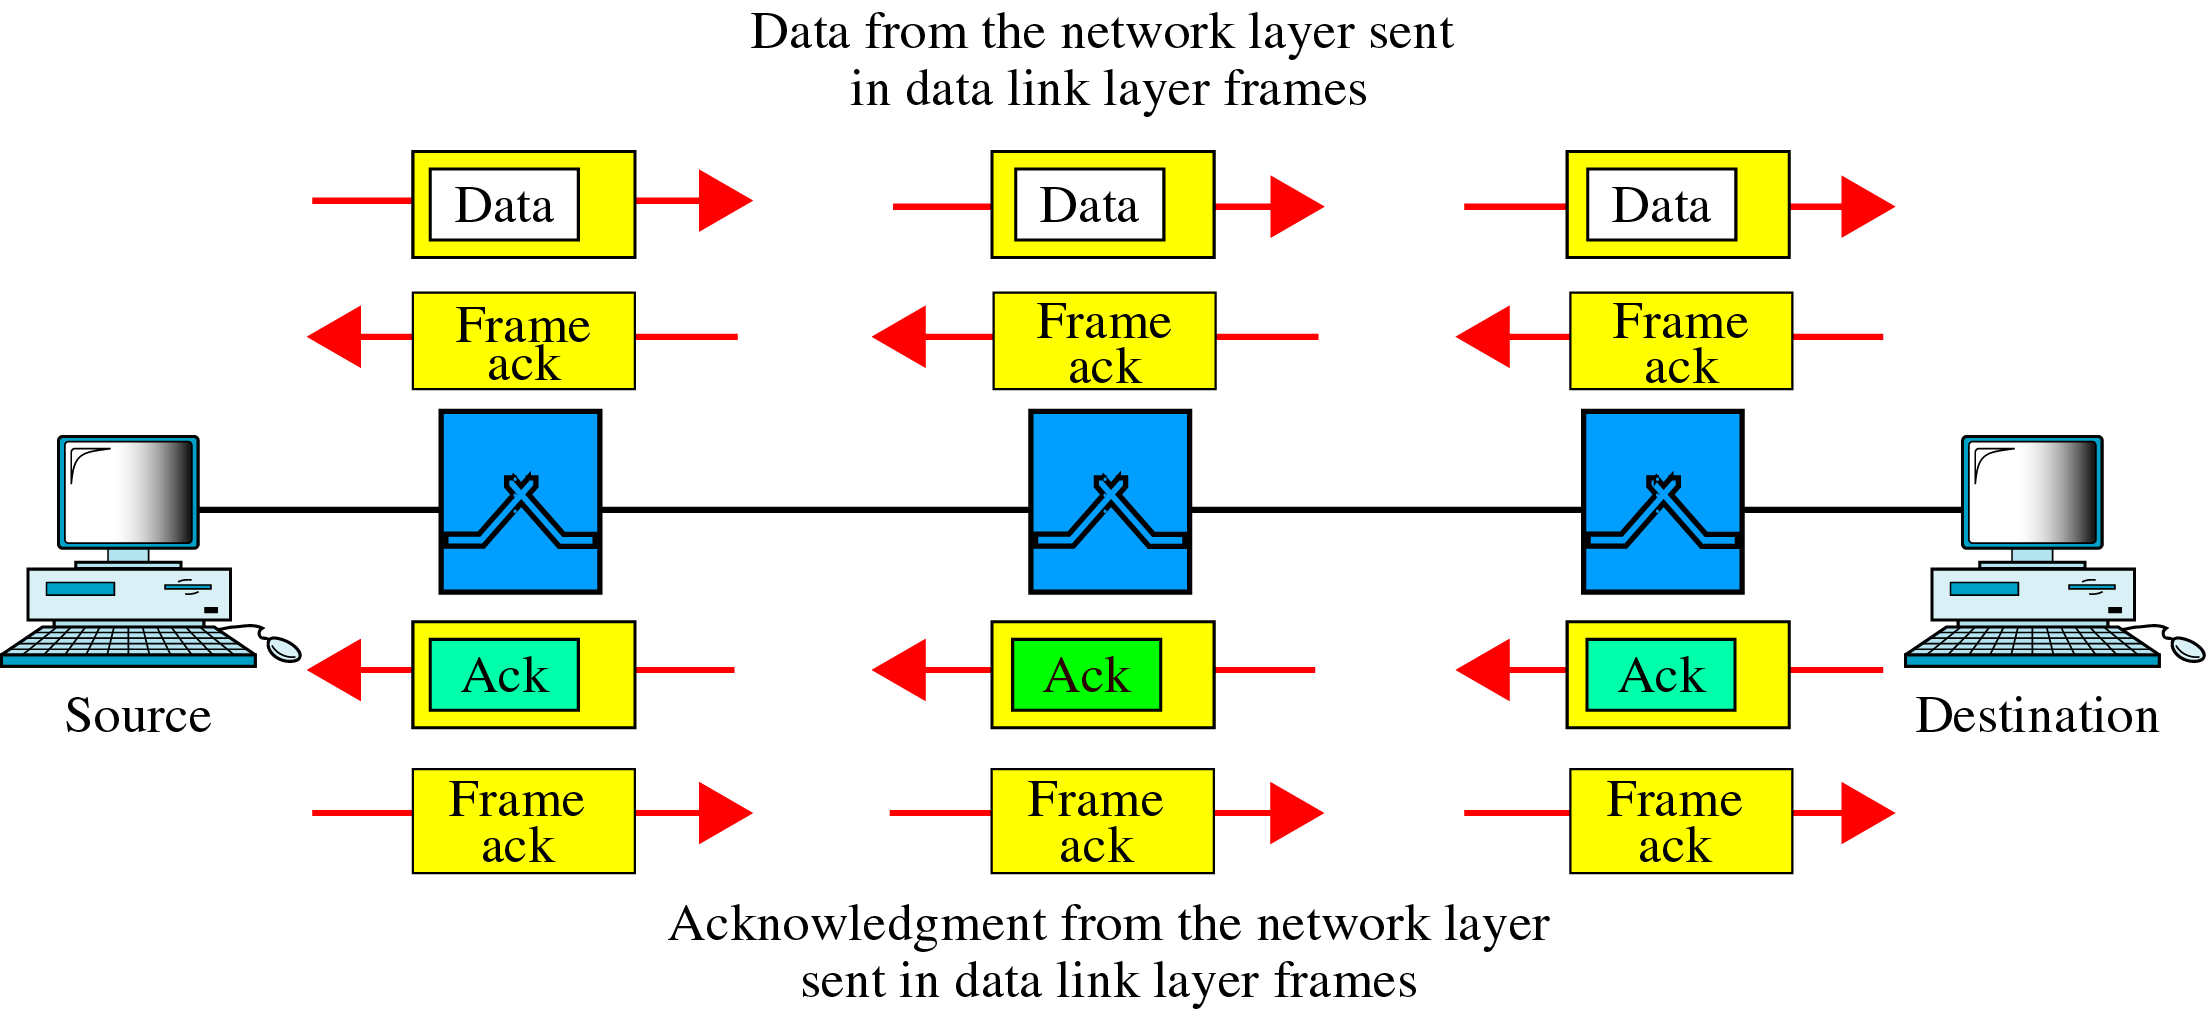 Data from the network layer sent
in data link layer frames
Data
Data
Data
Frame
ack
Frame
ack
Frame
ack
Source
Ack
Ack
Ack
Destination
Frame
ack
Frame
ack
Frame
ack
Acknowledgment from the network layer
sent in data link layer frames